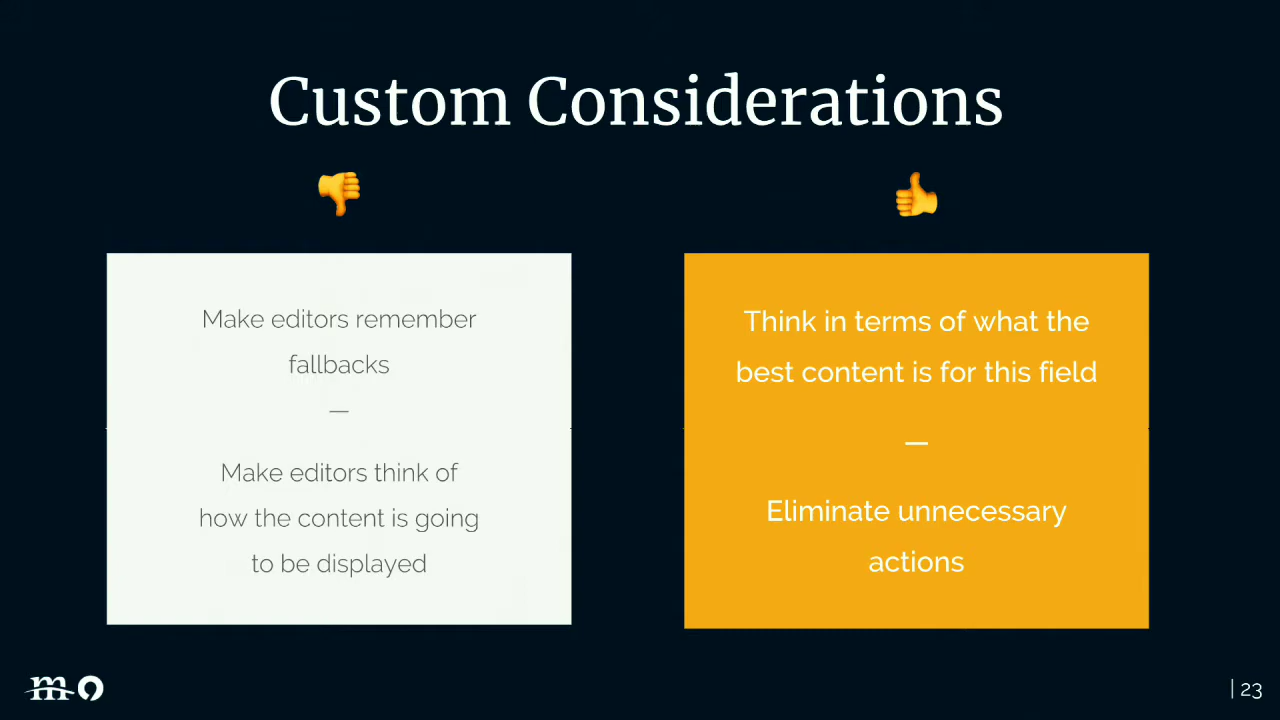 Custom Considerations
Make editors remember
fallbacks
—
Make editors think of
how the content is going
to be displayed
Think in terms of what the
best content is for this field
—
Eliminate unnecessary
actions
m
| 23